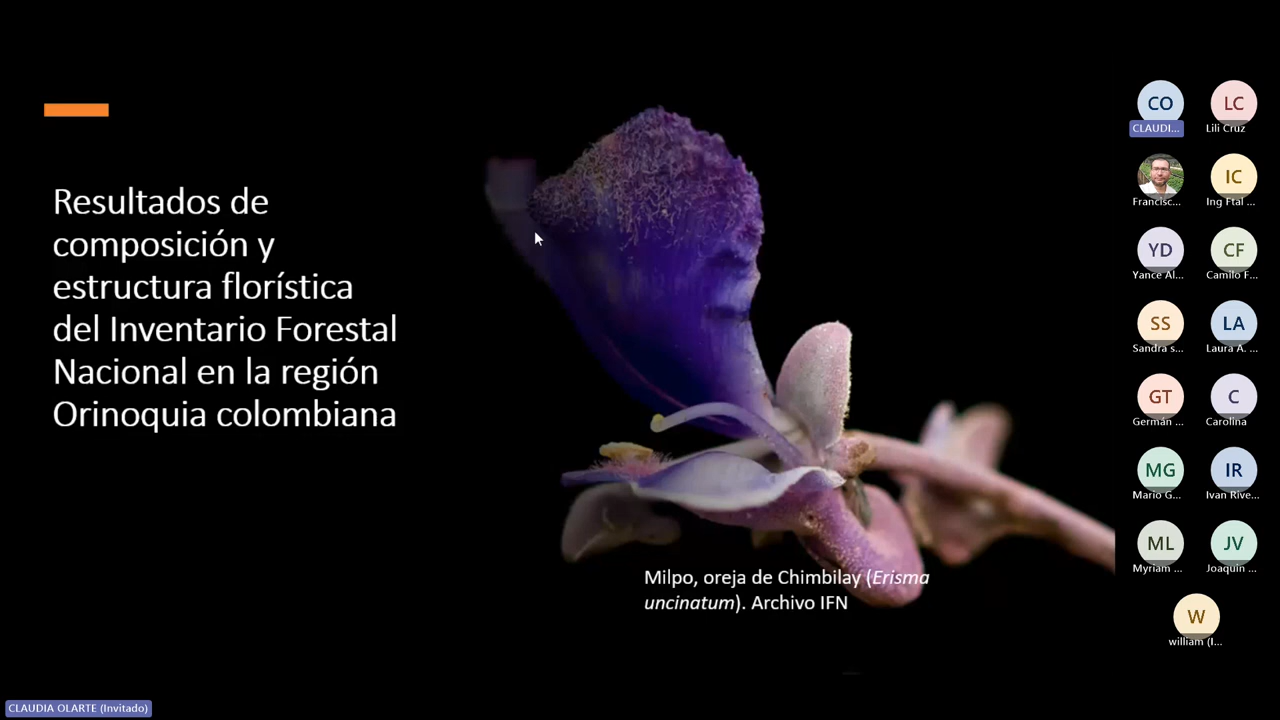 Resultados de
composición y
estructura florística
del Inventario Forestal
Nacional en la región
Orinoquia colombiana
Milpo, oreja de Chimbilay (Erisma
uncinatum). Archivo IFN
CO
CLAUDI...
LC
Lili Cruz
Francisc...
IC
Ing Ftal ...
YD
Yance Al...
CF
Camilo F...
SS
Sandra s...
LA
Laura A. ...
GT
Germán ...
C
Carolina
MG
Mario G...
IR
Ivan Rive...
ML
Myriam ...
JV
Joaquin ...
W
william (I...
CLAUDIA OLARTE (Invitado)